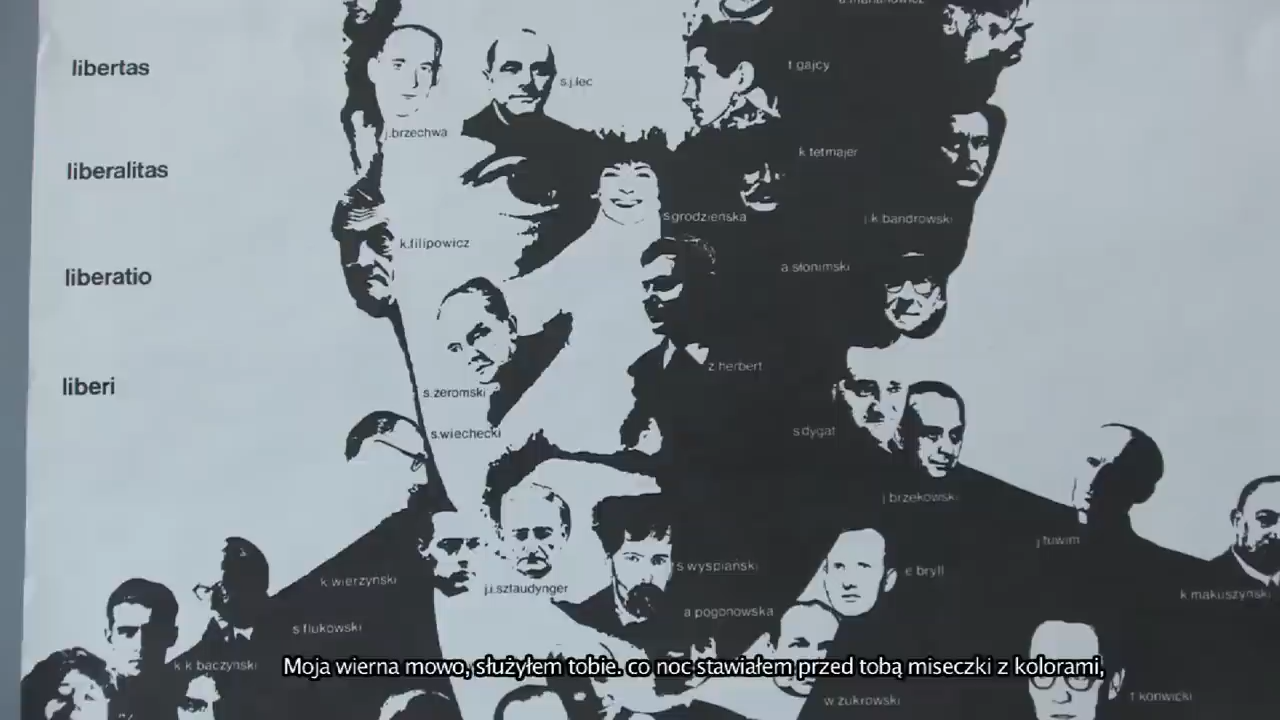 libertas
s.j.lec
t gajcy
j.brzechwa
k tetmajer
liberalitas
s grodzieńska
j.k bandrowski
k.filipowicz
a.słonimski
liberatio
z herbert
liberi
s.żeromski
s.wiechecki
s dygat
j brzękowski
j tuwim
s wyspiański
e bryll
k wierzyński
j.i.sztaudynger
k makuszyński
a pogonowska
s flukowski
k k baczyński
Moja wierna mowo, służyłem tobie. co noc stawiałem przed tobą miseczki z kolorami,
w żukrowski
t konwicki